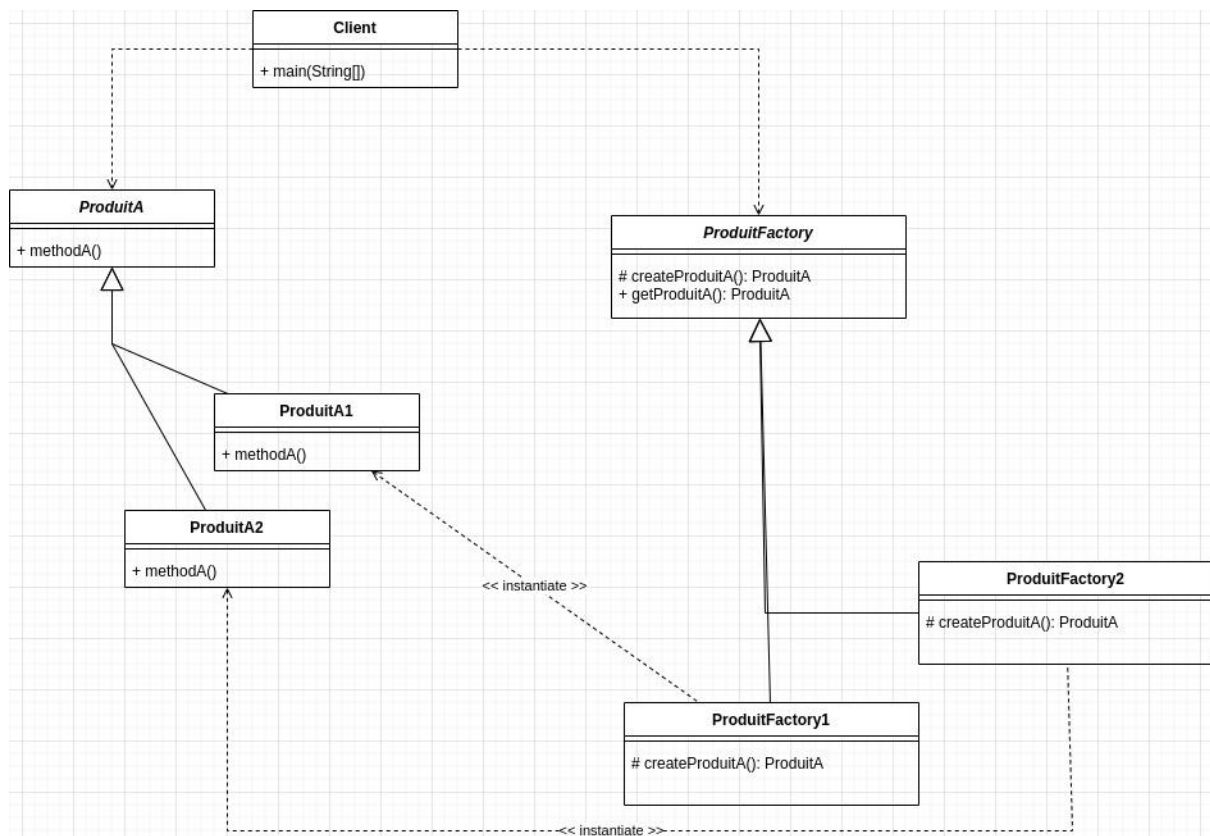 Client
+ main(String[])
ProduitA
+ methodA()
ProduitFactory
# createProduitA(): ProduitA
+ getProduitA(): ProduitA
ProduitA1
+ methodA()
ProduitA2
+ methodA()
<< instantiate >>
ProduitFactory2
# createProduitA(): ProduitA
ProduitFactory1
# createProduitA(): ProduitA
<< instantiate >>